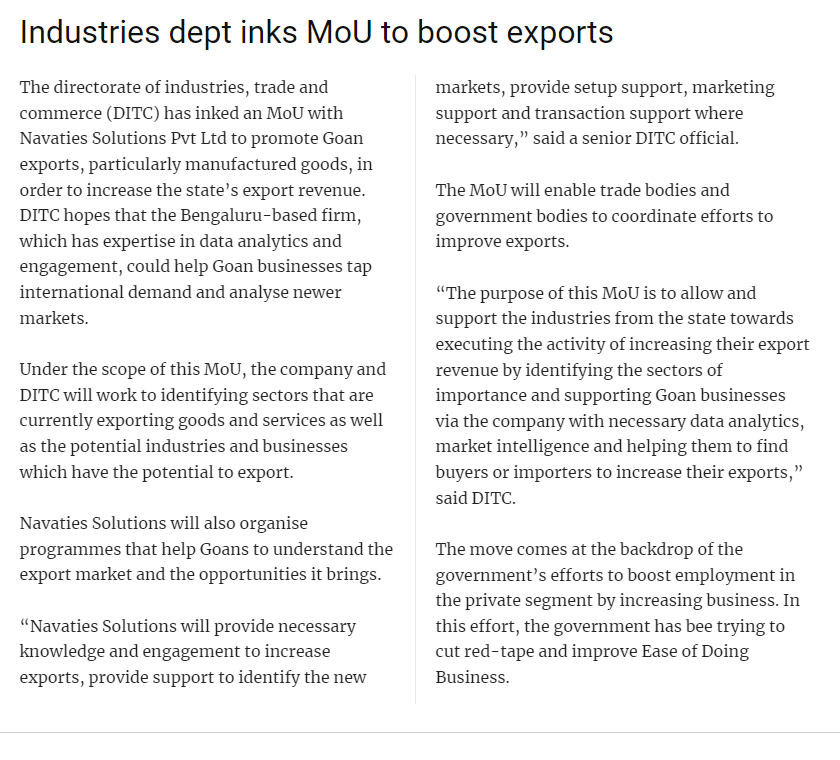 Industries dept inks MoU to boost exports
The directorate of industries, trade and
commerce (DITC) has inked an MoU with
Navaties Solutions Pvt Ltd to promote Goan
exports, particularly manufactured goods, in
order to increase the state’s export revenue.
DITC hopes that the Bengaluru-based firm,
which has expertise in data analytics and
engagement, could help Goan businesses tap
international demand and analyse newer
markets.
Under the scope of this MoU, the company and
DITC will work to identifying sectors that are
currently exporting goods and services as well
as the potential industries and businesses
which have the potential to export.
Navaties Solutions will also organise
programmes that help Goans to understand the
export market and the opportunities it brings.
“Navaties Solutions will provide necessary
knowledge and engagement to increase
exports, provide support to identify the new
markets, provide setup support, marketing
support and transaction support where
necessary,” said a senior DITC official.
The MoU will enable trade bodies and
government bodies to coordinate efforts to
improve exports.
“The purpose of this MoU is to allow and
support the industries from the state towards
executing the activity of increasing their export
revenue by identifying the sectors of
importance and supporting Goan businesses
via the company with necessary data analytics,
market intelligence and helping them to find
buyers or importers to increase their exports,”
said DITC.
The move comes at the backdrop of the
government’s efforts to boost employment in
the private segment by increasing business. In
this effort, the government has bee trying to
cut red-tape and improve Ease of Doing
Business.